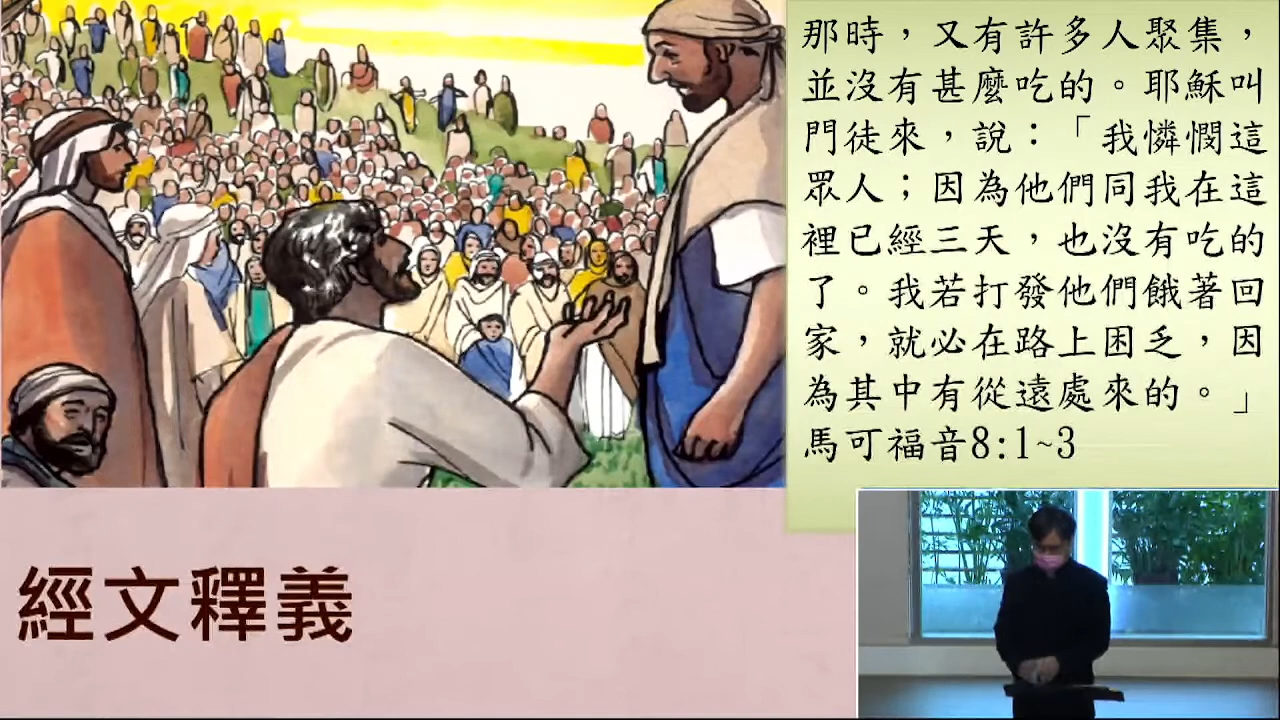 那時，又有許多人聚集，
並沒有甚麼吃的。耶穌叫
門徒來，說：「我憐憫這
眾人；因為他們同我在這
裡已經三天，也沒有吃的
了。我若打發他們餓著回
家，就必在路上困乏，因
為其中有從遠處來的。」
馬可福音8:1~3
經文釋義